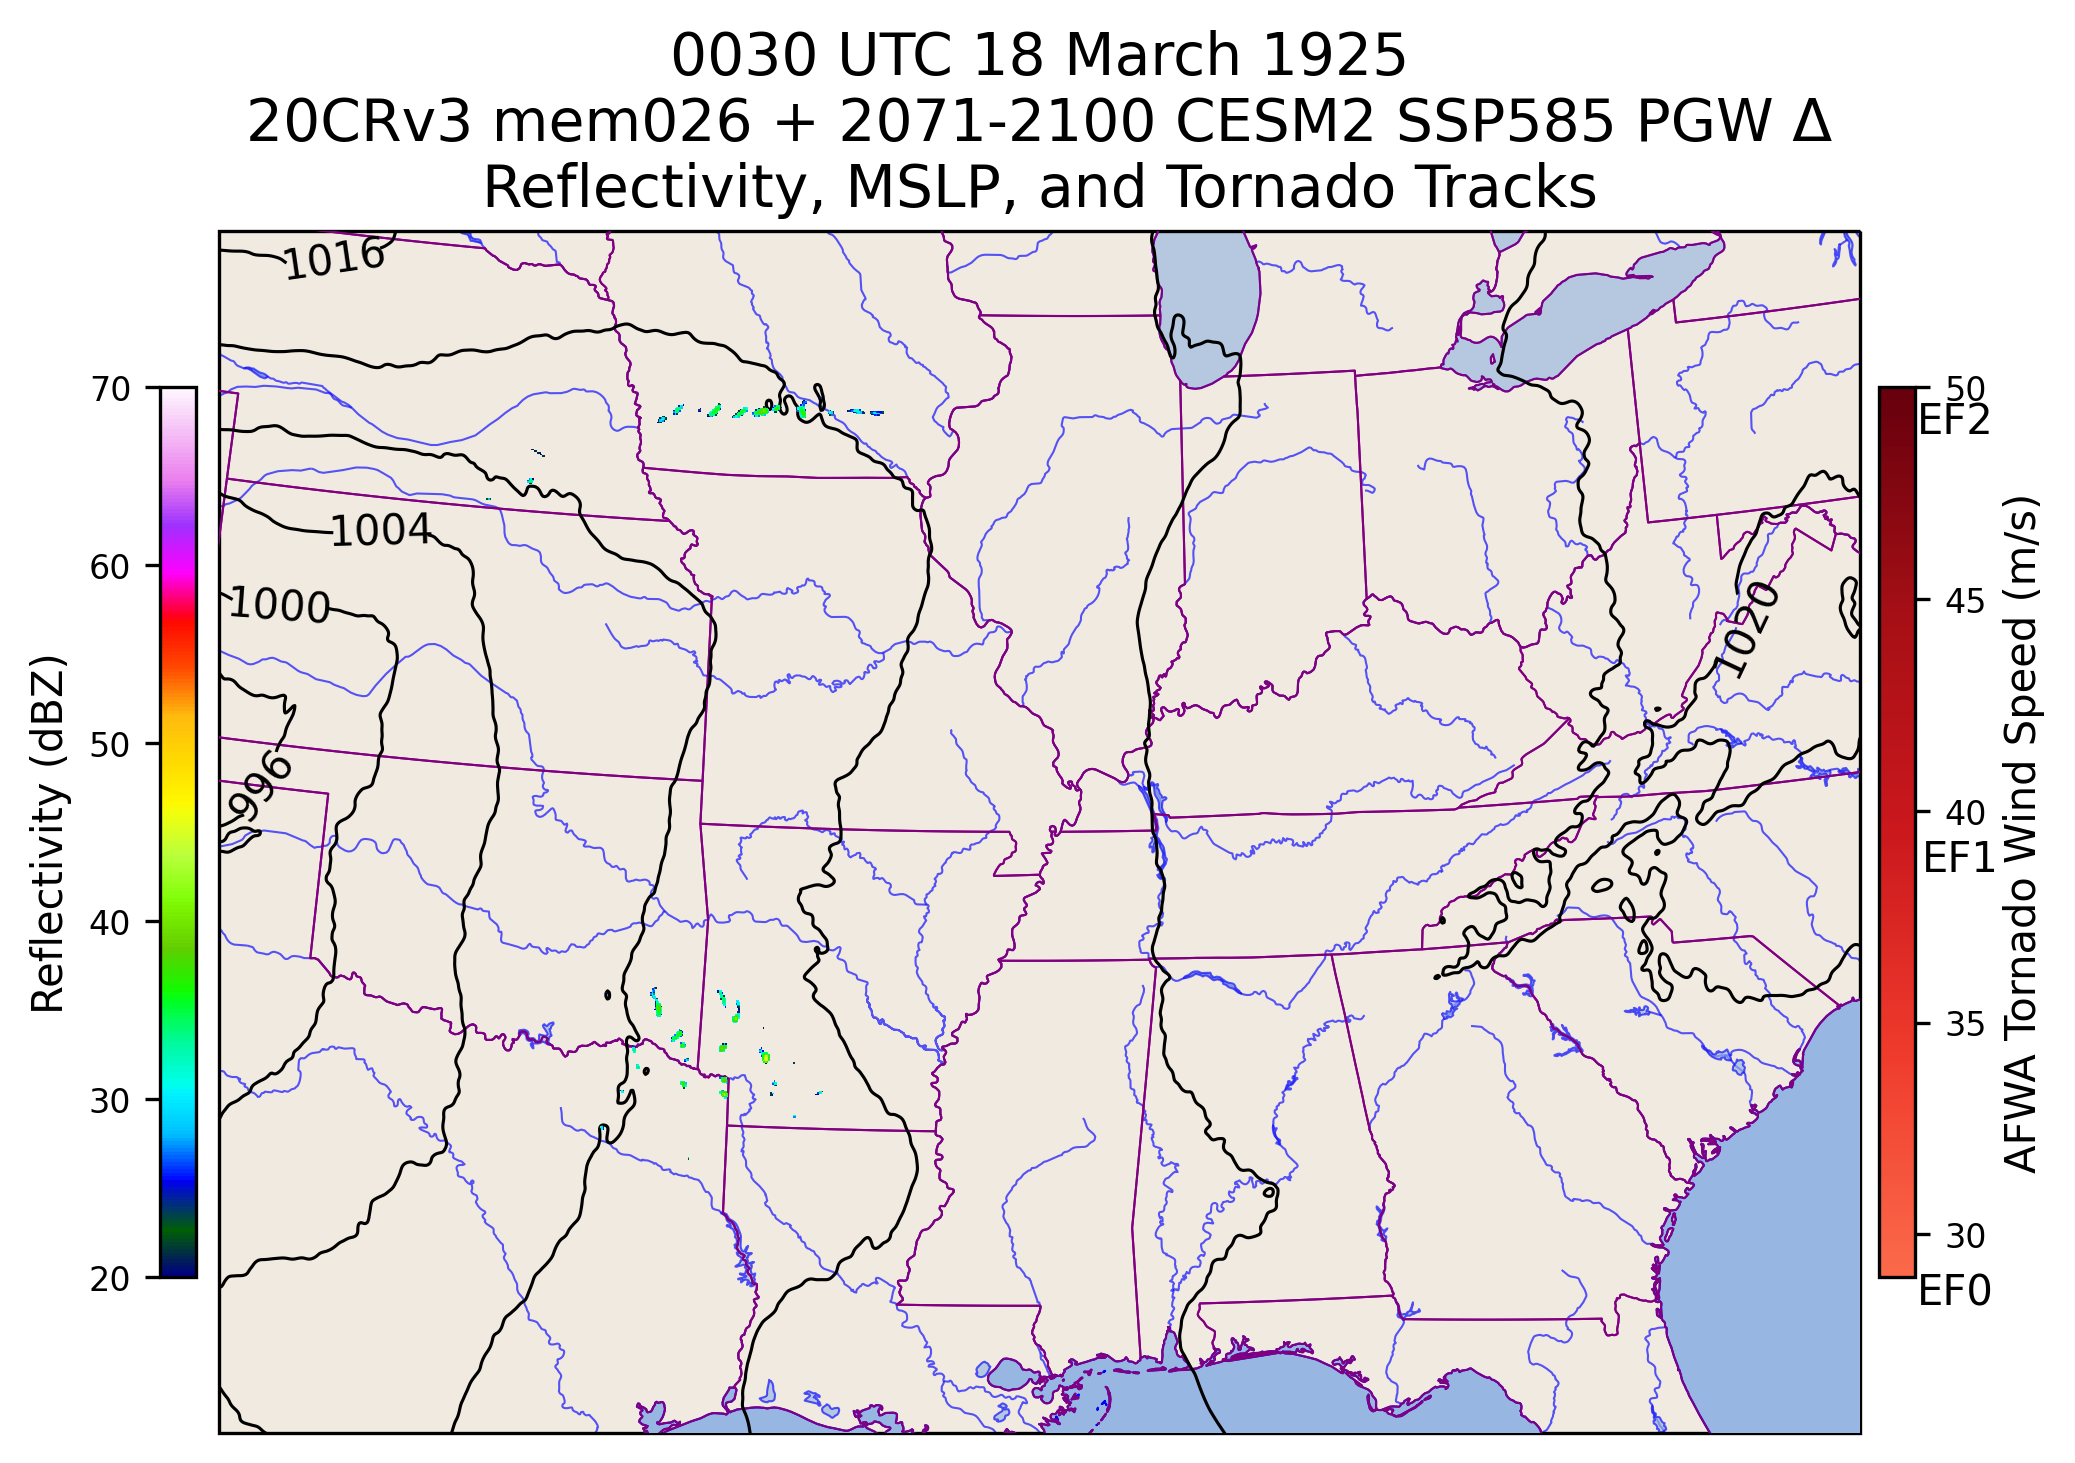 0030 UTC 18 March 1925
20CRv3 mem026 + 2071-2100 CESM2 SSP585 PGW Δ
Reflectivity, MSLP, and Tornado Tracks
1016
1004
1000
996
1020
70
60
50
40
30
20
Reflectivity (dBZ)
50
EF2
45
40
EF1
35
30
EF0
AFWA Tornado Wind Speed (m/s)